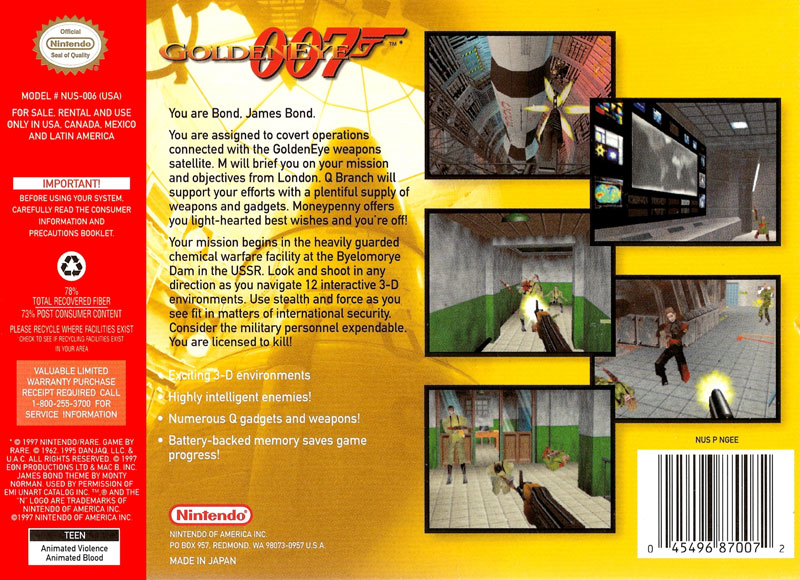 Official
Nintendo
Seal of Quality
MODEL # NUS-006 (USA)
FOR SALE, RENTAL AND USE
ONLY IN USA, CANADA, MEXICO
AND LATIN AMERICA
IMPORTANT!
BEFORE USING YOUR SYSTEM,
CAREFULLY READ THE CONSUMER
INFORMATION AND
PRECAUTIONS BOOKLET.
78%
TOTAL RECOVERED FIBER
73% POST CONSUMER CONTENT
PLEASE RECYCLE WHERE FACILITIES EXIST
(CHECK TO SEE IF RECYCLING FACILITIES EXIST
IN YOUR AREA
VALUABLE LIMITED
WARRANTY PURCHASE
RECEIPT REQUIRED CALL
1-800-255-3700 FOR
SERVICE INFORMATION
* © 1997 NINTENDO/RARE. GAME BY
RARE. © 1962, 1995 DANJAQ, LLC. &
U.A.C. ALL RIGHTS RESERVED. © 1997
EON PRODUCTIONS LTD & MAC B. INC.
JAMES BOND THEME BY MONTY
NORMAN. USED BY PERMISSION OF
EMI UNART CATALOG INC. ™,® AND THE
"N" LOGO ARE TRADEMARKS OF
NINTENDO OF AMERICA INC.
©1997 NINTENDO OF AMERICA INC.
TEEN
Animated Violence
Animated Blood
GOLDENEYE 007 ™*
You are Bond, James Bond.
You are assigned to covert operations
connected with the GoldenEye weapons
satellite. M will brief you on your mission
and objectives from London. Q Branch will
support your efforts with a plentiful supply of
weapons and gadgets. Moneypenny offers
you light-hearted best wishes and you're off!
Your mission begins in the heavily guarded
chemical warfare facility at the Byelomorye
Dam in the USSR. Look and shoot in any
direction as you navigate 12 interactive 3-D
environments. Use stealth and force as you
see fit in matters of international security.
Consider the military personnel expendable.
You are licensed to kill!
• Exciting 3-D environments
• Highly intelligent enemies!
• Numerous Q gadgets and weapons!
• Battery-backed memory saves game
progress!
Nintendo®
NINTENDO OF AMERICA INC.
PO BOX 957, REDMOND, WA 98073-0957 U.S.A.
MADE IN JAPAN
NUS P NGEE
0 45496 87007 2